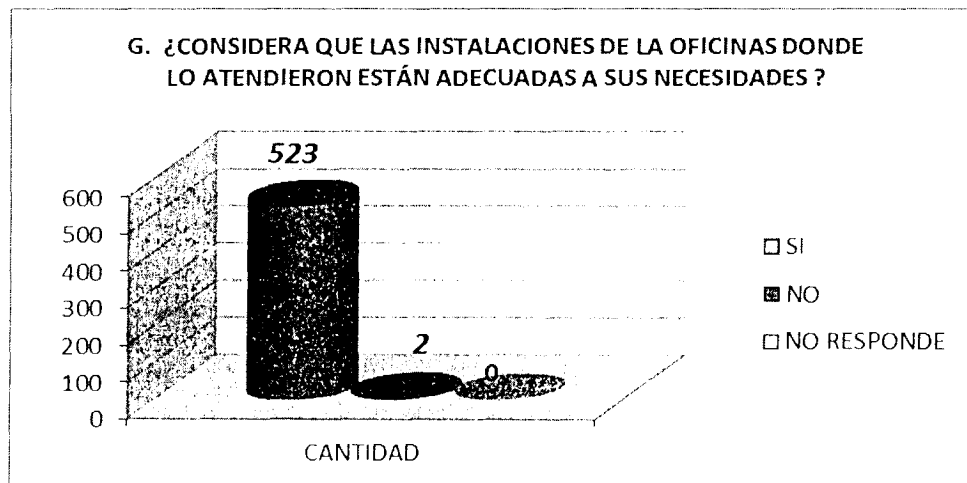 G. ¿CONSIDERA QUE LAS INSTALACIONES DE LA OFICINAS DONDE
LO ATENDIERON ESTÁN ADECUADAS A SUS NECESIDADES ?
523
600
500
400
300
200
100
0
2
0
CANTIDAD
SI
NO
NO RESPONDE